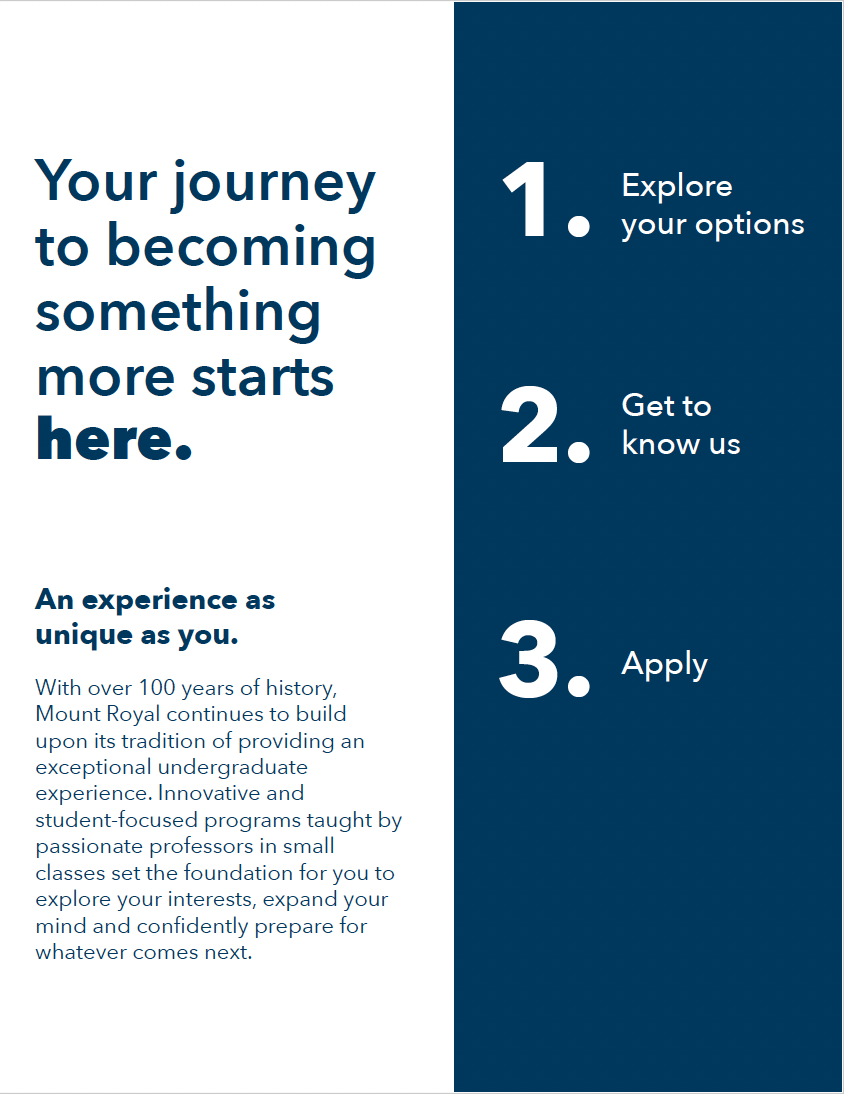 Your journey
to becoming
something
more starts
here.
An experience as
unique as you.
With over 100 years of history,
Mount Royal continues to build
upon its tradition of providing an
exceptional undergraduate
experience. Innovative and
student-focused programs taught by
passionate professors in small
classes set the foundation for you to
explore your interests, expand your
mind and confidently prepare for
whatever comes next.
1. Explore
your options
2. Get to
know us
3. Apply